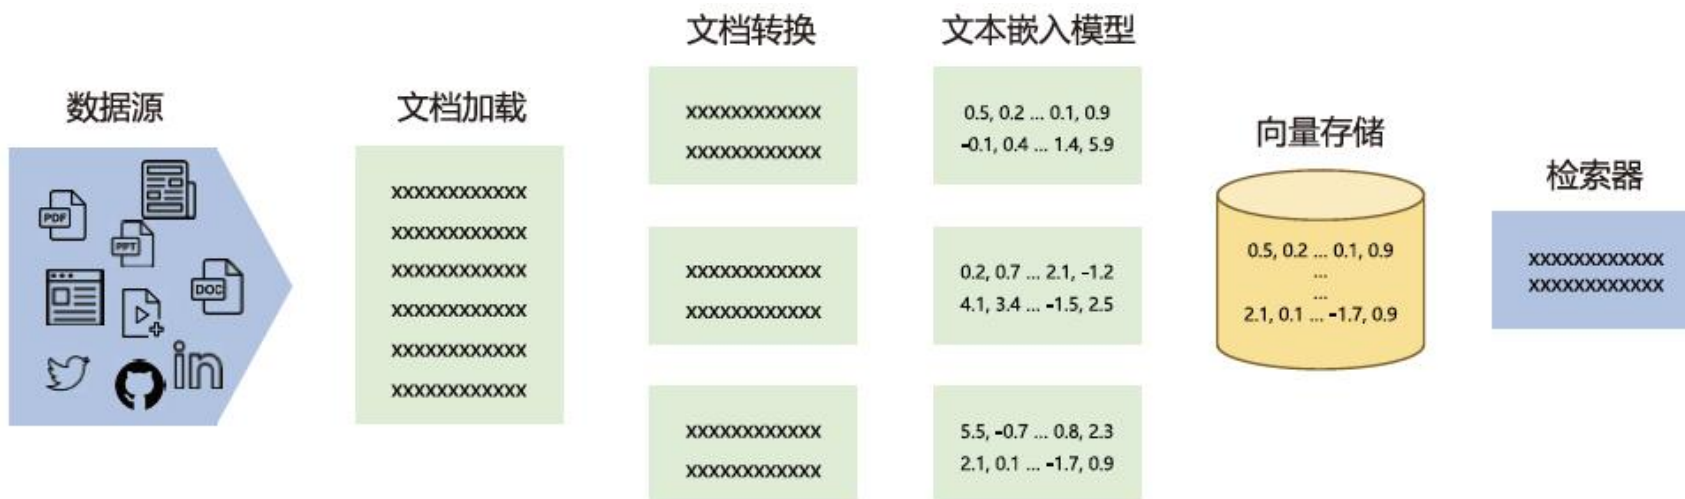 数据源
PDF
PPT
DOC
in
文档加载
xxxxxxxxxxxx
xxxxxxxxxxxx
xxxxxxxxxxxx
xxxxxxxxxxxx
xxxxxxxxxxxx
xxxxxxxxxxxx
文档转换
xxxxxxxxxxxx
xxxxxxxxxxxx
xxxxxxxxxxxx
xxxxxxxxxxxx
xxxxxxxxxxxx
xxxxxxxxxxxx
文本嵌入模型
0.5, 0.2 ... 0.1, 0.9
-0.1, 0.4 ... 1.4, 5.9
0.2, 0.7 ... 2.1, -1.2
4.1, 3.4 ... -1.5, 2.5
5.5, -0.7 ... 0.8, 2.3
2.1, 0.1 ... -1.7, 0.9
向量存储
0.5, 0.2 ... 0.1, 0.9
...
...
2.1, 0.1 ... -1.7, 0.9
检索器
xxxxxxxxxxxx
xxxxxxxxxxxx